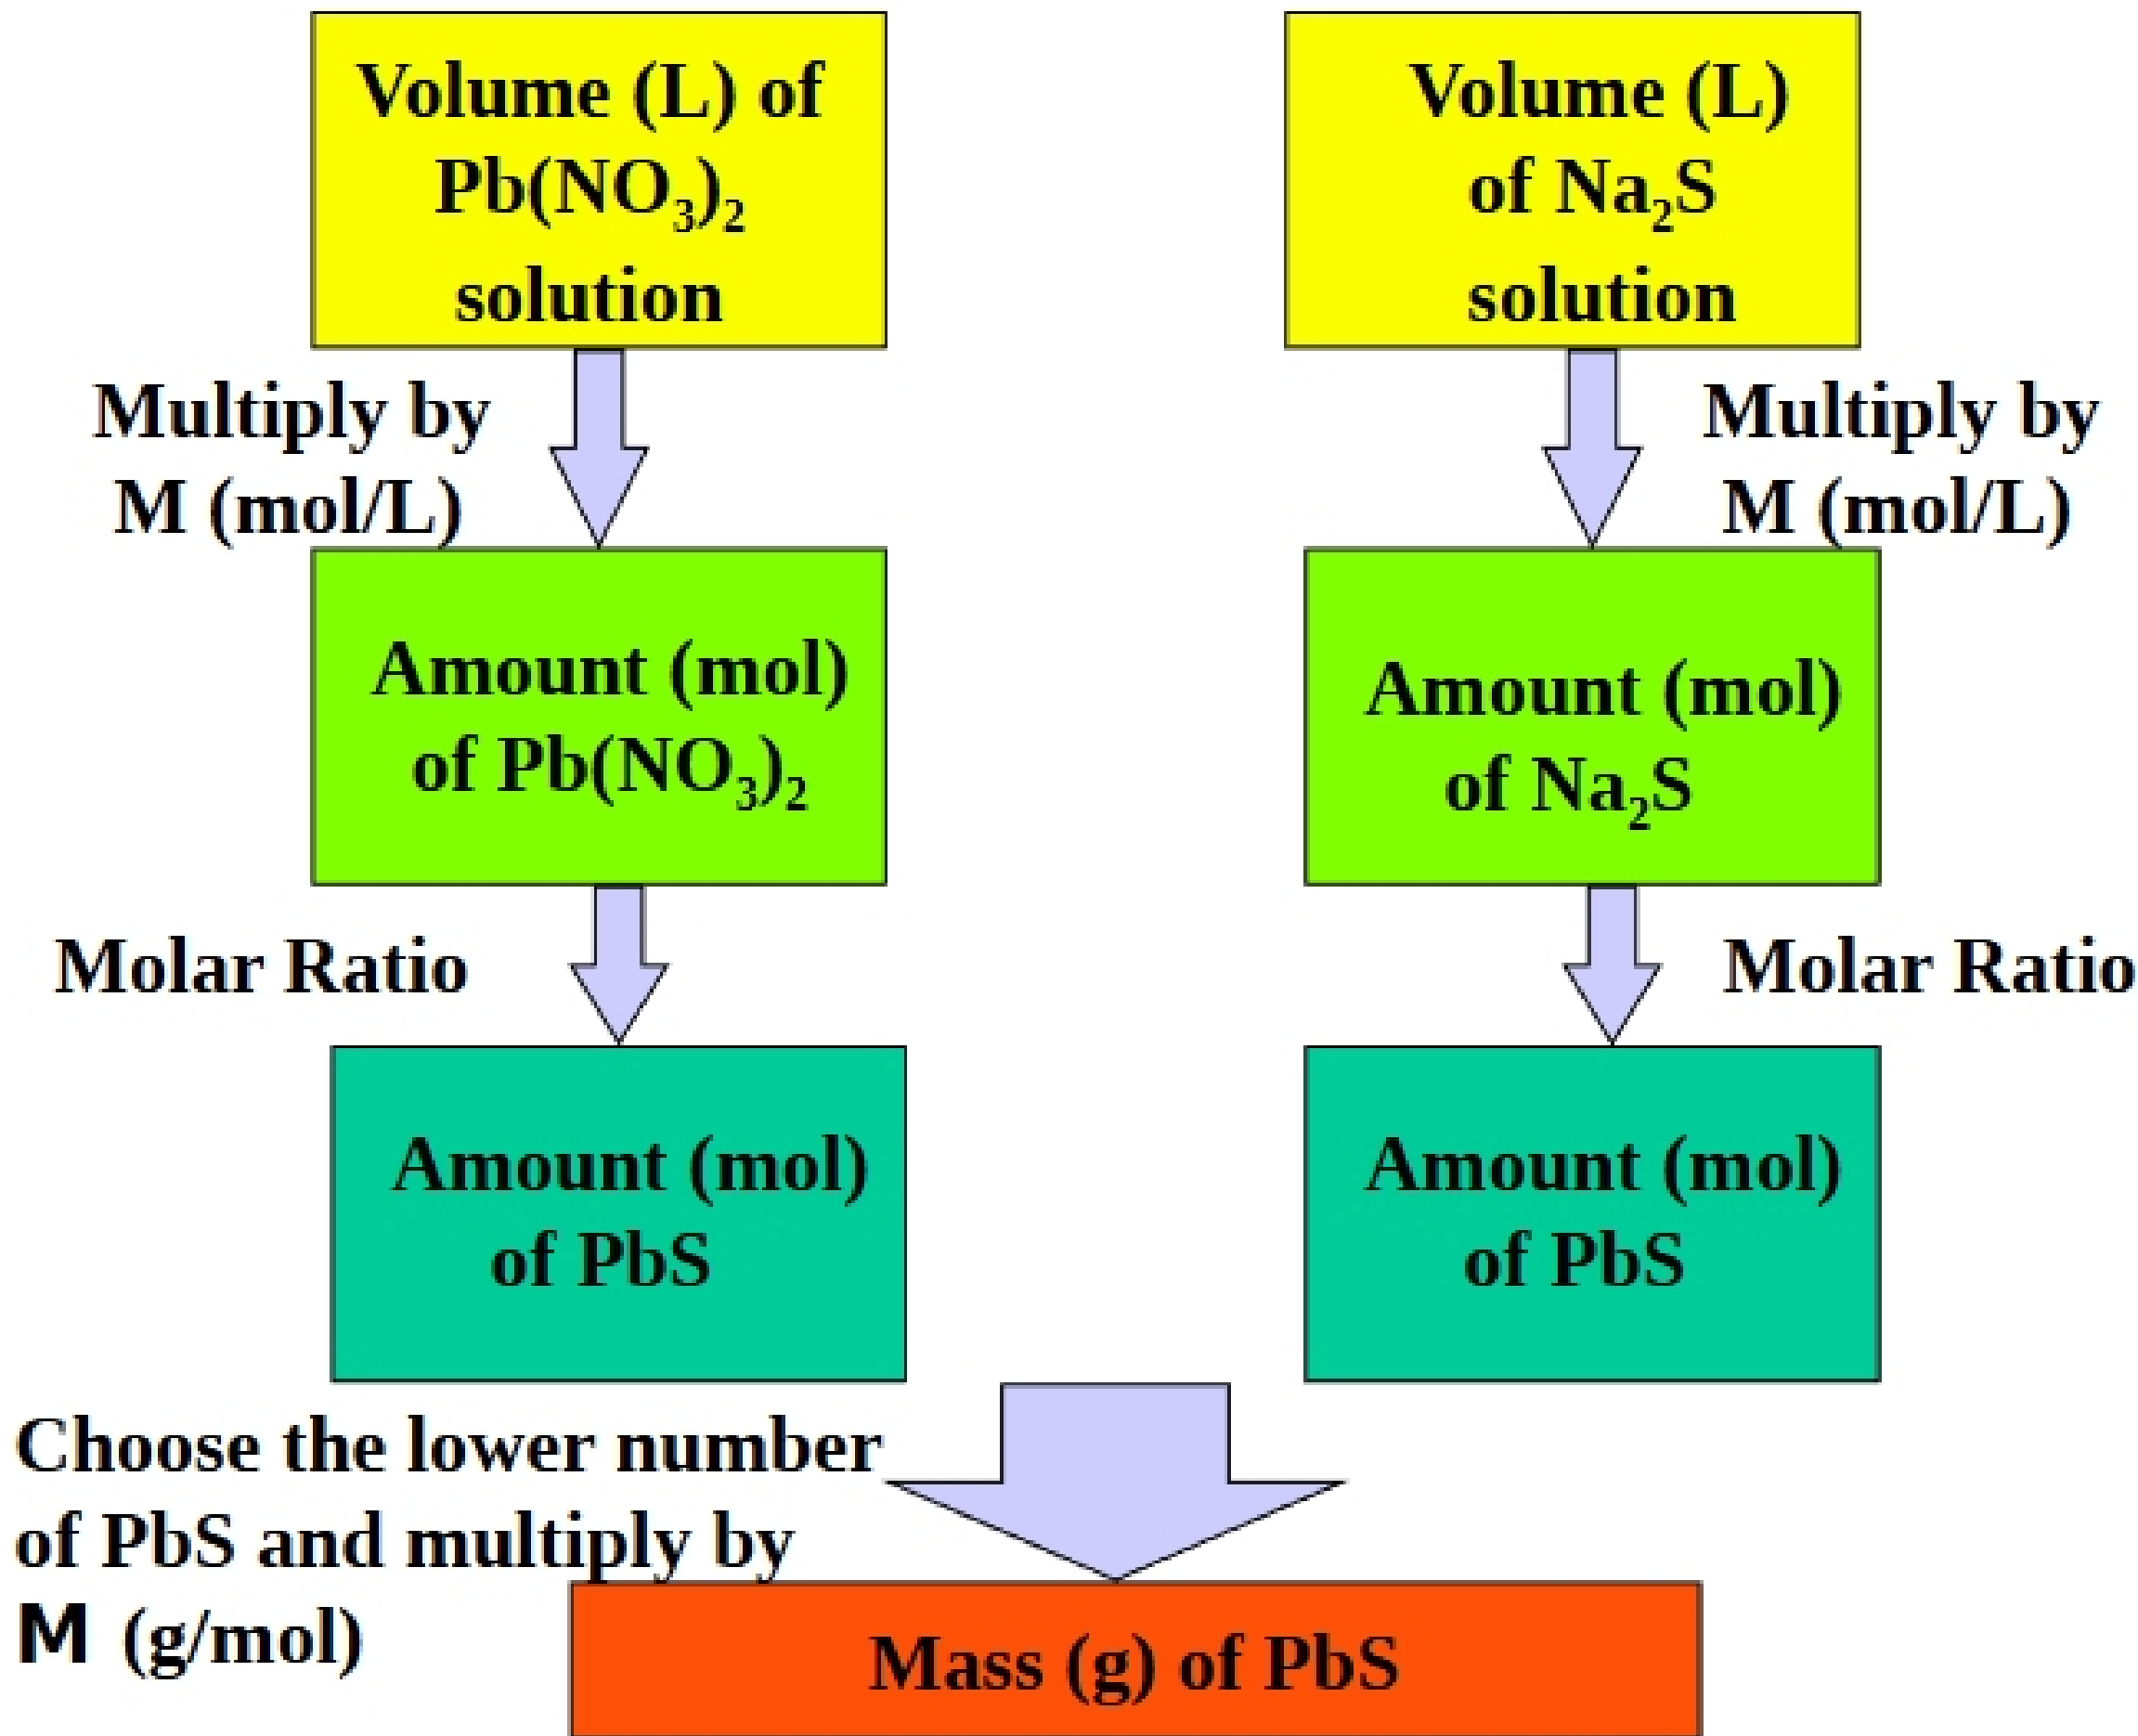 Volume (L) of
Pb(NO₃)₂
solution
Volume (L)
of Na₂S
solution
Multiply by
M (mol/L)
Multiply by
M (mol/L)
Amount (mol)
of Pb(NO₃)₂
Amount (mol)
of Na₂S
Molar Ratio
Molar Ratio
Amount (mol)
of PbS
Amount (mol)
of PbS
Choose the lower number
of PbS and multiply by
M (g/mol)
Mass (g) of PbS